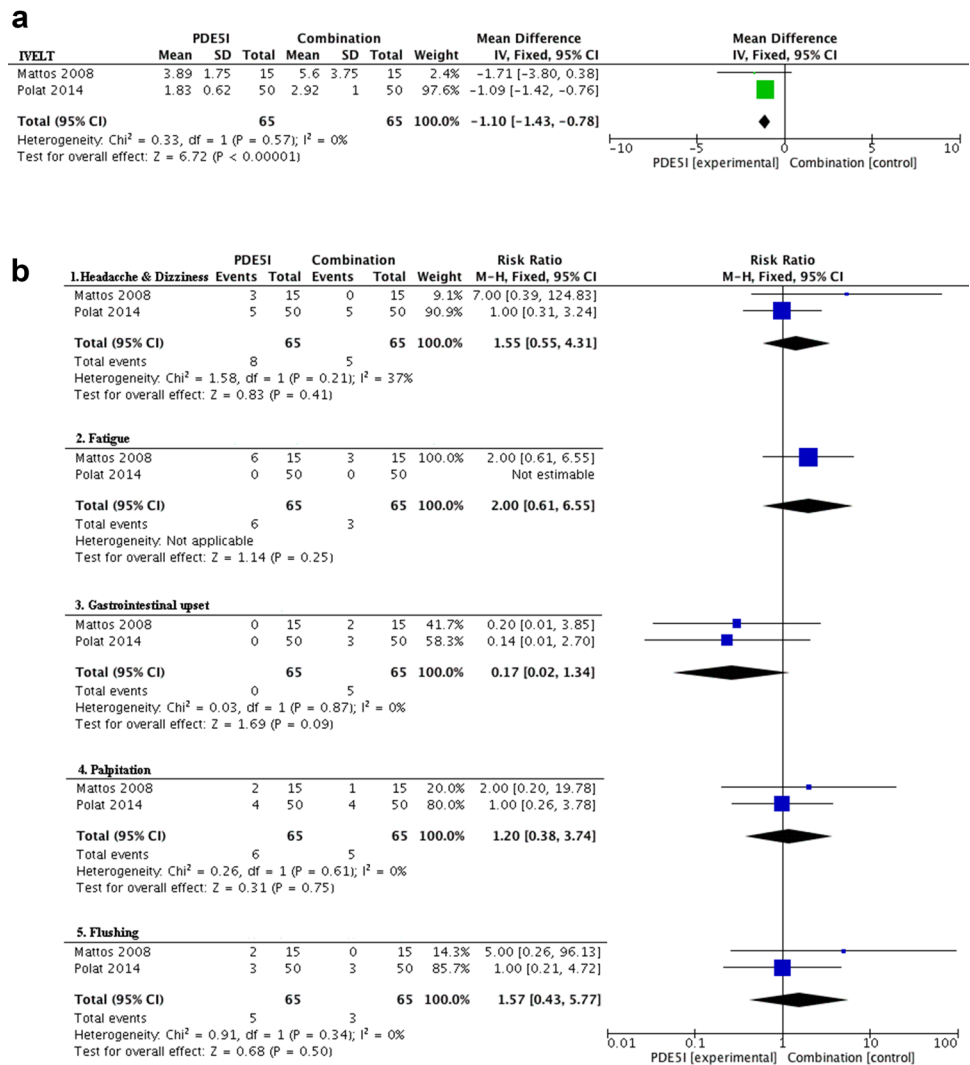 a
PDE5I Combination Mean Difference Mean Difference
IVELT Mean SD Total Mean SD Total Weight IV, Fixed, 95% CI IV, Fixed, 95% CI
Mattos 2008 3.89 1.75 15 5.6 3.75 15 2.4% -1.71 [-3.80, 0.38]
Polat 2014 1.83 0.62 50 2.92 1 50 97.6% -1.09 [-1.42, -0.76]
Total (95% CI) 65 65 100.0% -1.10 [-1.43, -0.78]
Heterogeneity: Chi² = 0.33, df = 1 (P = 0.57); I² = 0%
Test for overall effect: Z = 6.72 (P < 0.00001)
-10 -5 0 5 10
PDE5I [experimental] Combination [control]
b
PDE5I Combination Risk Ratio Risk Ratio
1.Headacche & Dizziness Events Total Events Total Weight M-H, Fixed, 95% CI M-H, Fixed, 95% CI
Mattos 2008 3 15 0 15 9.1% 7.00 [0.39, 124.83]
Polat 2014 5 50 5 50 90.9% 1.00 [0.31, 3.24]
Total (95% CI) 65 65 100.0% 1.55 [0.55, 4.31]
Total events 8 5
Heterogeneity: Chi² = 1.58, df = 1 (P = 0.21); I² = 37%
Test for overall effect: Z = 0.83 (P = 0.41)
2. Fatigue
Mattos 2008 6 15 3 15 100.0% 2.00 [0.61, 6.55]
Polat 2014 0 50 0 50 Not estimable
Total (95% CI) 65 65 100.0% 2.00 [0.61, 6.55]
Total events 6 3
Heterogeneity: Not applicable
Test for overall effect: Z = 1.14 (P = 0.25)
3. Gastrointestinal upset
Mattos 2008 0 15 2 15 41.7% 0.20 [0.01, 3.85]
Polat 2014 0 50 3 50 58.3% 0.14 [0.01, 2.70]
Total (95% CI) 65 65 100.0% 0.17 [0.02, 1.34]
Total events 0 5
Heterogeneity: Chi² = 0.03, df = 1 (P = 0.87); I² = 0%
Test for overall effect: Z = 1.69 (P = 0.09)
4. Palpitation
Mattos 2008 2 15 1 15 20.0% 2.00 [0.20, 19.78]
Polat 2014 4 50 4 50 80.0% 1.00 [0.26, 3.78]
Total (95% CI) 65 65 100.0% 1.20 [0.38, 3.74]
Total events 6 5
Heterogeneity: Chi² = 0.26, df = 1 (P = 0.61); I² = 0%
Test for overall effect: Z = 0.31 (P = 0.75)
5. Flushing
Mattos 2008 2 15 0 15 14.3% 5.00 [0.26, 96.13]
Polat 2014 3 50 3 50 85.7% 1.00 [0.21, 4.72]
Total (95% CI) 65 65 100.0% 1.57 [0.43, 5.77]
Total events 5 3
Heterogeneity: Chi² = 0.91, df = 1 (P = 0.34); I² = 0%
Test for overall effect: Z = 0.68 (P = 0.50)
0.01 0.1 1 10 100
PDE5I [experimental] Combination [control]